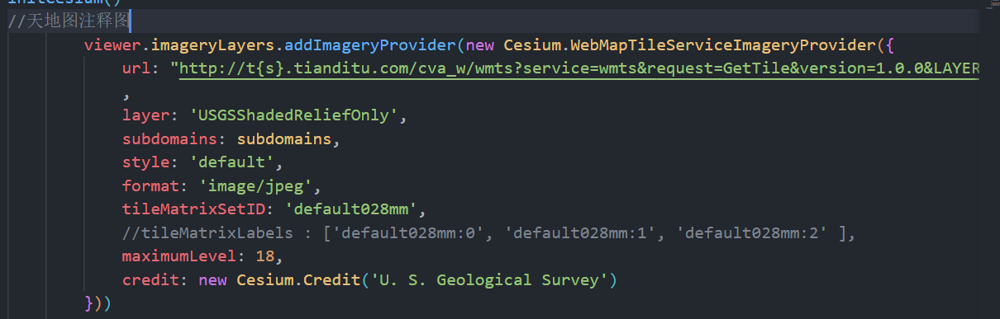 initCesium()
//天地图注释图
viewer.imageryLayers.addImageryProvider(new Cesium.WebMapTileServiceImageryProvider({
url: "http://t{s}.tianditu.com/cva_w/wmts?service=wmts&request=GetTile&version=1.0.0&LAYER
,
layer: 'USGSShadedReliefOnly',
subdomains: subdomains,
style: 'default',
format: 'image/jpeg',
tileMatrixSetID: 'default028mm',
//tileMatrixLabels : ['default028mm:0', 'default028mm:1', 'default028mm:2' ],
maximumLevel: 18,
credit: new Cesium.Credit('U. S. Geological Survey')
}))